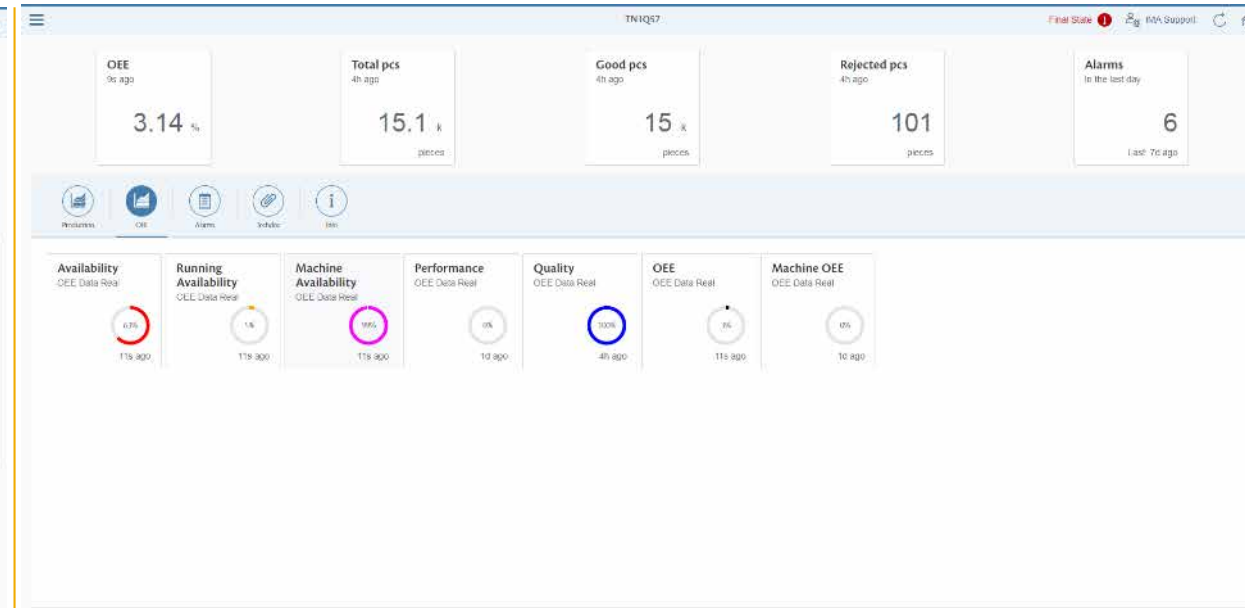 TN1Q57
Final State IMA Support
OEE
9s ago
3.14 %
Total pcs
4h ago
15.1 k
pieces
Good pcs
4h ago
15 k
pieces
Rejected pcs
4h ago
101
pieces
Alarms
In the last day
6
Last: 7d ago
Production
OEE
Alarms
Info
Availability
OEE Data Real
63%
11s ago
Running
Availability
OEE Data Real
11s ago
Machine
Availability
OEE Data Real
99%
11s ago
Performance
OEE Data Real
0%
1d ago
Quality
OEE Data Real
100%
4h ago
OEE
OEE Data Real
3%
11s ago
Machine OEE
OEE Data Real
0%
1d ago